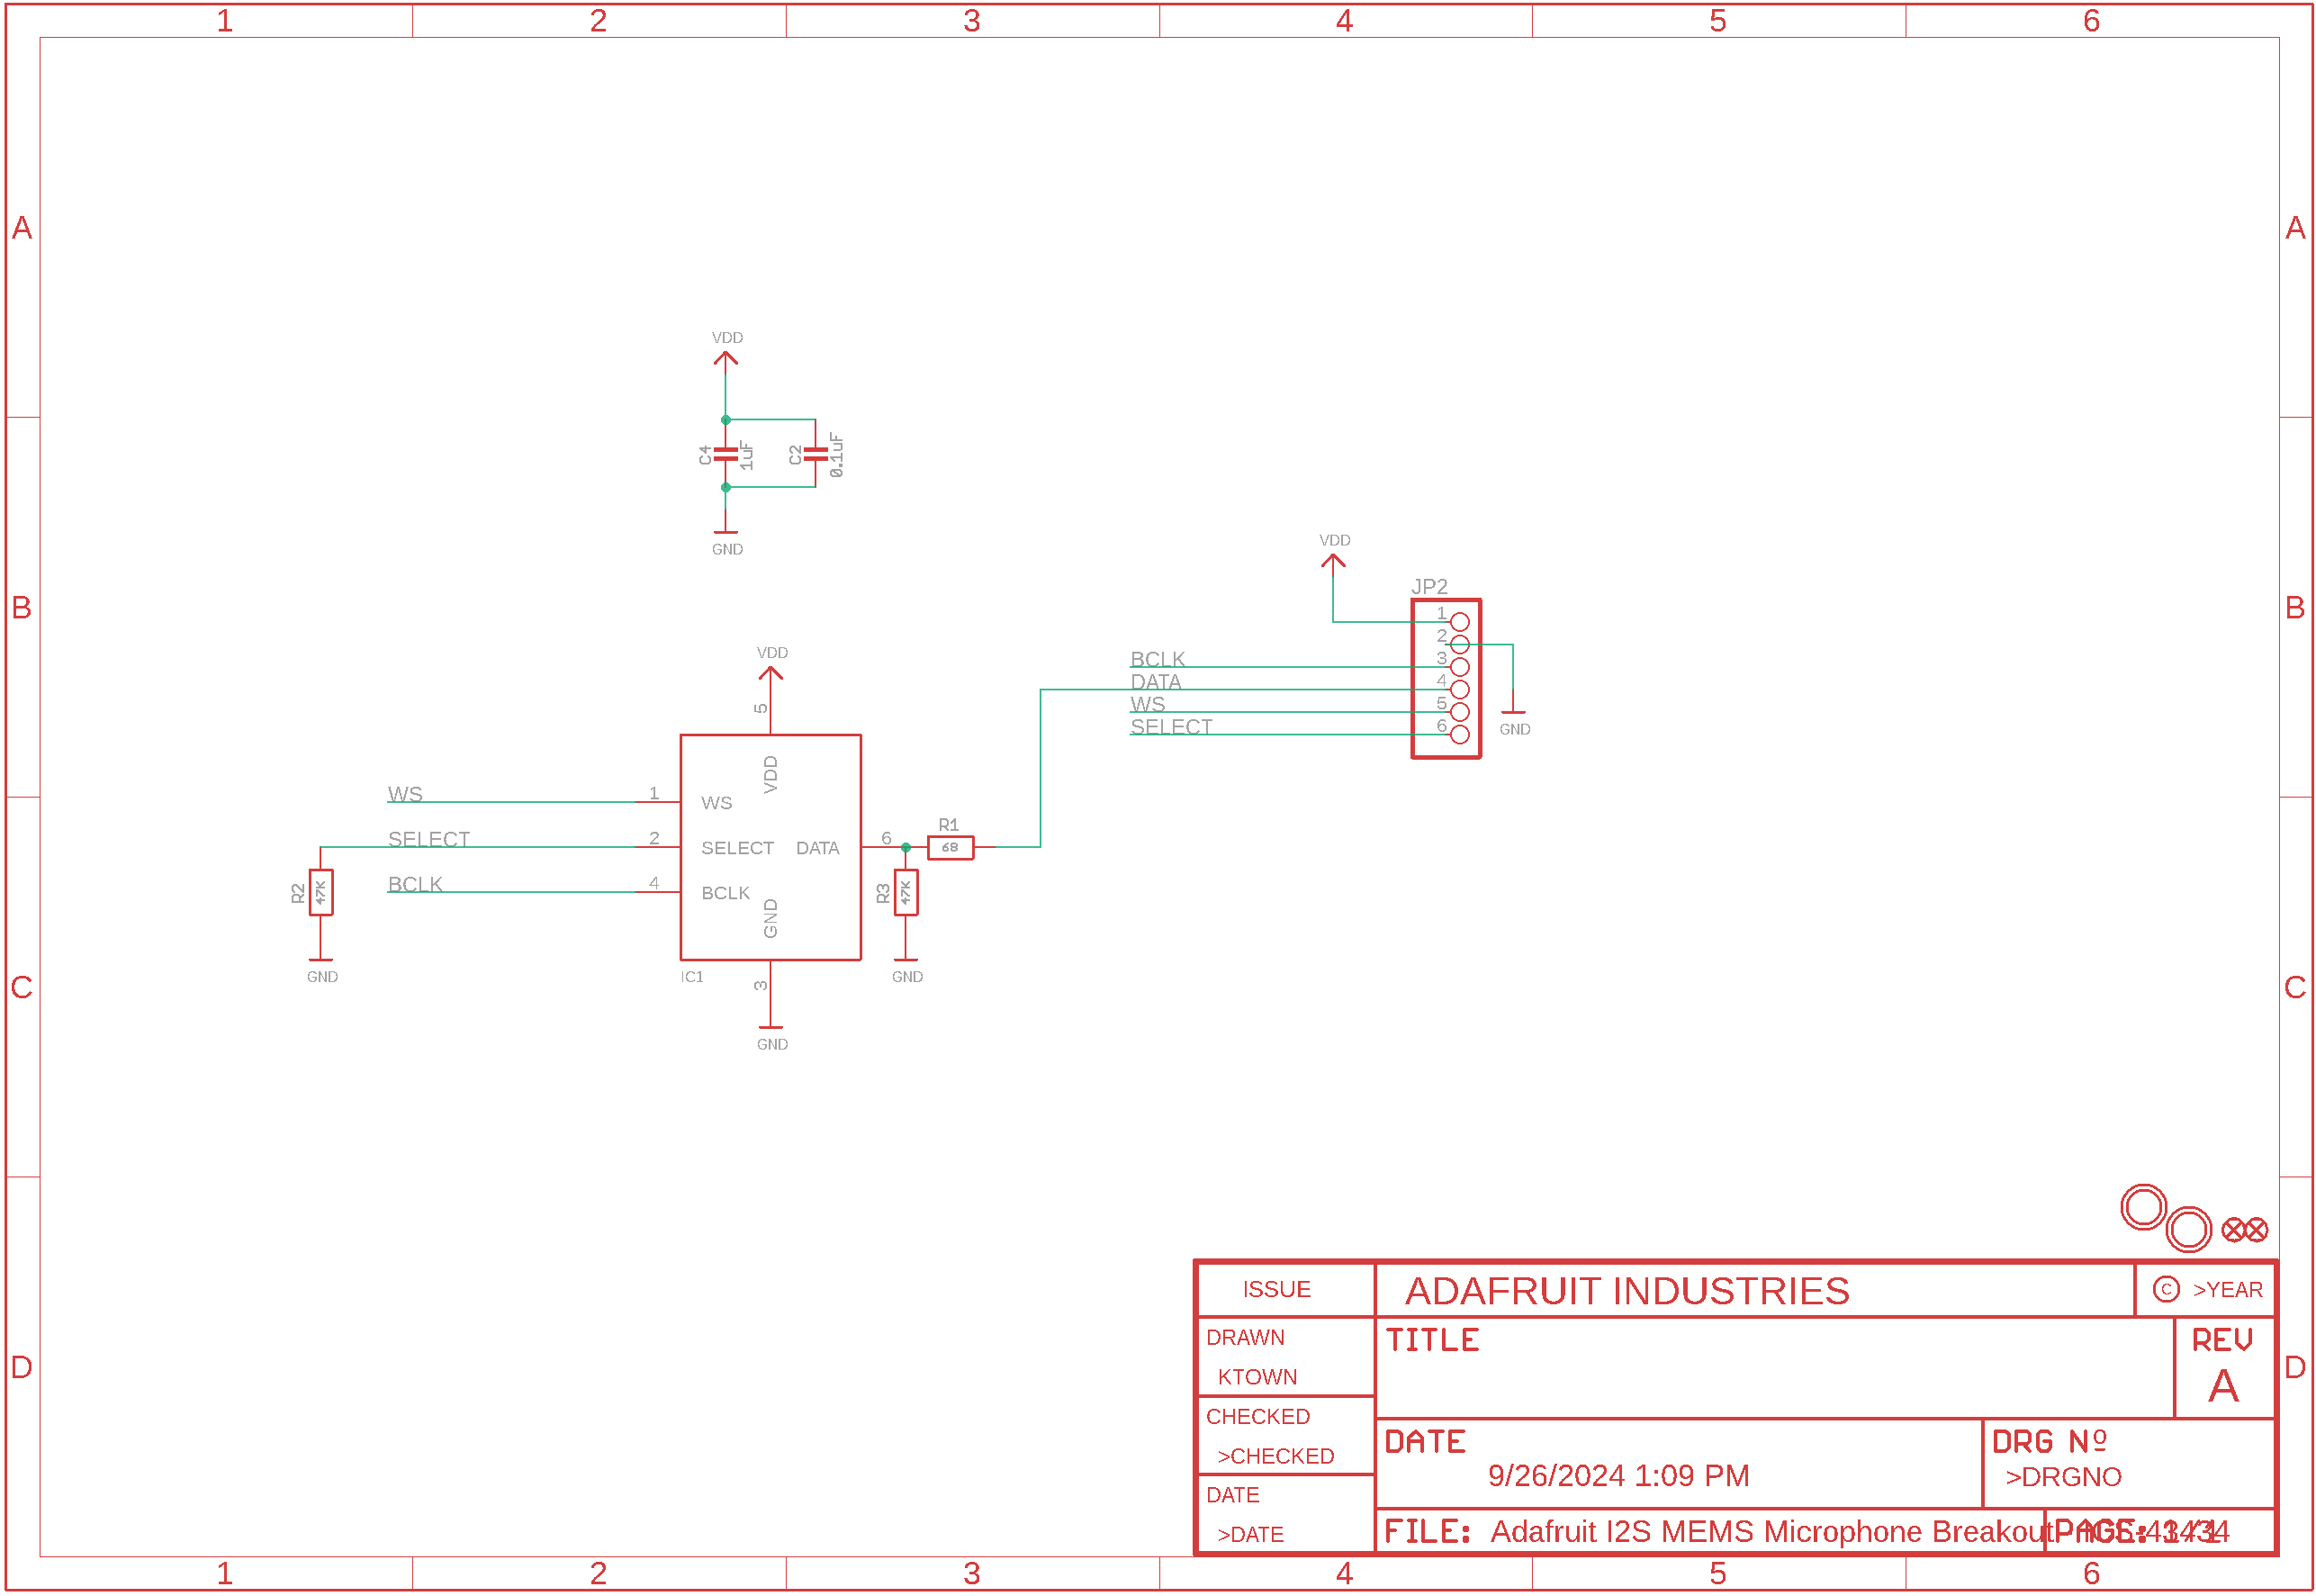 1 2 3 4 5 6
A A
VDD
C4 1uF C2 0.1uF
GND
VDD
JP2
B B
1
2
BCLK 3
DATA 4
WS 5
SELECT 6
GND
VDD
5
VDD
WS 1 WS
SELECT 2 SELECT DATA 6 R1 68
BCLK 4 BCLK
R2 47K GND R3 47K
GND IC1 GND
C C
3
GND
ISSUE ADAFRUIT INDUSTRIES © >YEAR
DRAWN TITLE REV
KTOWN A
D D
CHECKED DATE DRG Nº
>CHECKED 9/26/2024 1:09 PM >DRGNO
DATE
>DATE FILE: Adafruit I2S MEMS Microphone Breakout PAGE:
1 2 3 4 5 6